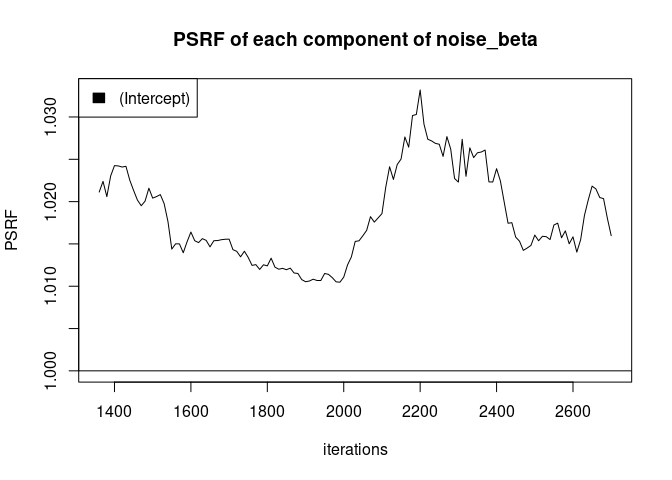 PSRF of each component of noise_beta
(Intercept)
PSRF
1.030
1.020
1.010
1.000
1400 1600 1800 2000 2200 2400 2600
iterations